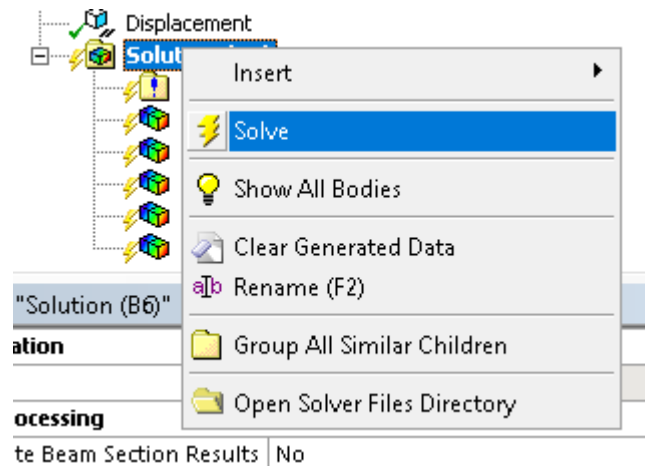 Displacement
Solut
Insert
Solve
Show All Bodies
Clear Generated Data
a]b Rename (F2)
"Solution (B6)"
ation
Group All Similar Children
Open Solver Files Directory
ocessing
te Beam Section Results No